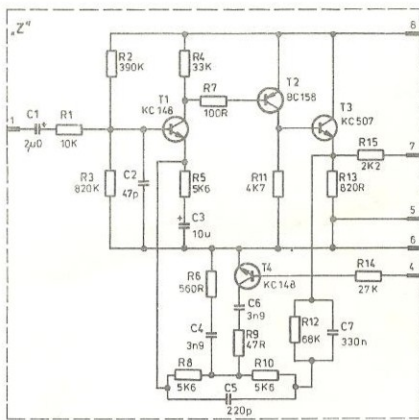 „Z"
8
R2
390K
R4
33K
T2
BC158
T3
KC507
R7
100R
T1
KC148
1
C1
+
2µ0
R1
10K
R15
2K2
7
R3
820K
C2
47p
R5
5K6
R11
4K7
R13
820R
5
+
C3
10u
6
R6
560R
T4
KC148
R14
27K
4
C6
3n9
C4
3n9
R9
47R
R12
68K
C7
330n
R8
5K6
R10
5K6
C5
220p